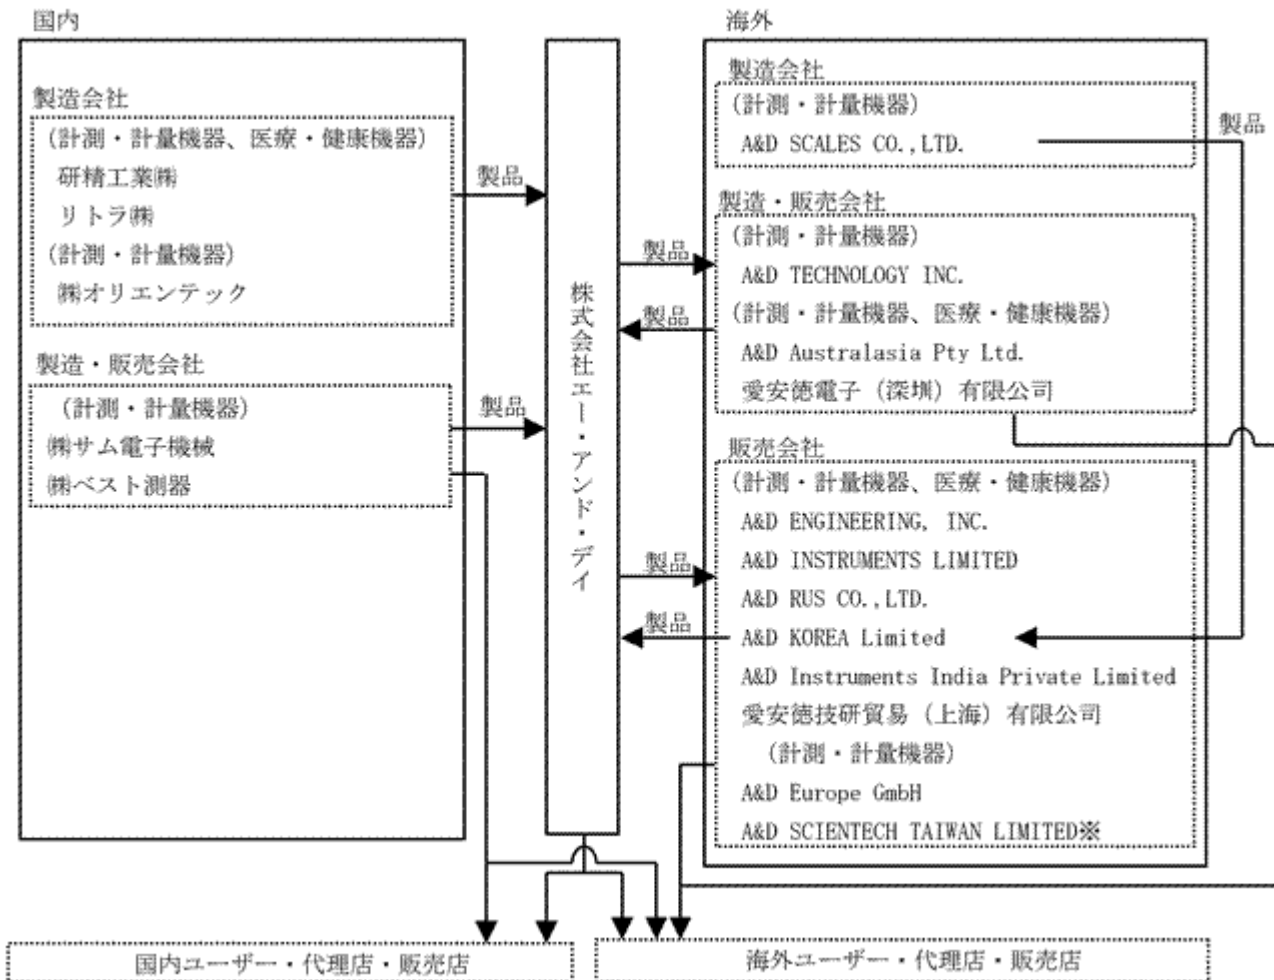 国内
製造会社
(計測・計量機器、医療・健康機器)
研精工業㈱
リトラ㈱
(計測・計量機器)
㈱オリエンテック
製造・販売会社
(計測・計量機器)
㈱サム電子機械
㈱ベスト測器
製品
製品
株式会社エー・アンド・デイ
製品
製品
製品
製品
海外
製造会社
(計測・計量機器)
A&D SCALES CO.,LTD.
製品
製造・販売会社
(計測・計量機器)
A&D TECHNOLOGY INC.
(計測・計量機器、医療・健康機器)
A&D Australasia Pty Ltd.
愛安徳電子（深圳）有限公司
販売会社
(計測・計量機器、医療・健康機器)
A&D ENGINEERING, INC.
A&D INSTRUMENTS LIMITED
A&D RUS CO.,LTD.
A&D KOREA Limited
A&D Instruments India Private Limited
愛安徳技研貿易（上海）有限公司
(計測・計量機器)
A&D Europe GmbH
A&D SCIENTECH TAIWAN LIMITED※
国内ユーザー・代理店・販売店
海外ユーザー・代理店・販売店